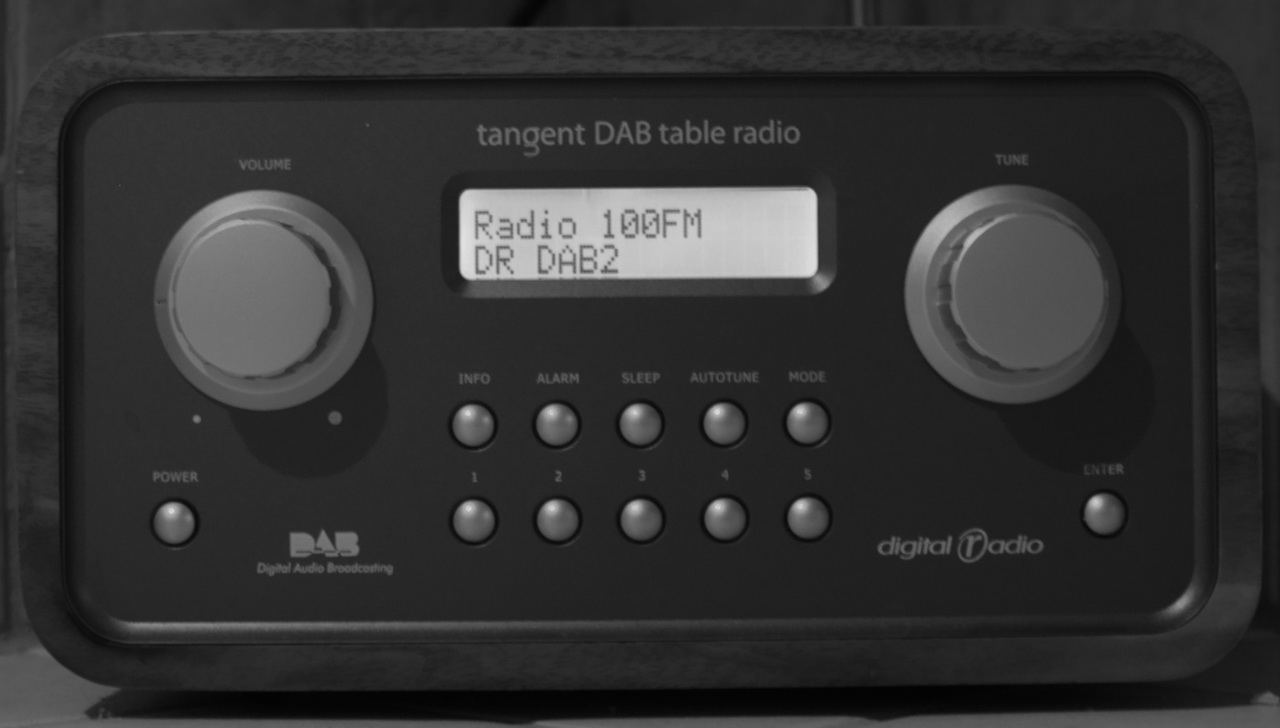 tangent DAB table radio
VOLUME
TUNE
Radio 100FM
DR DAB2
INFO ALARM SLEEP AUTOTUNE MODE
1 2 3 4 5
POWER
ENTER
DAB
Digital Audio Broadcasting
digital radio